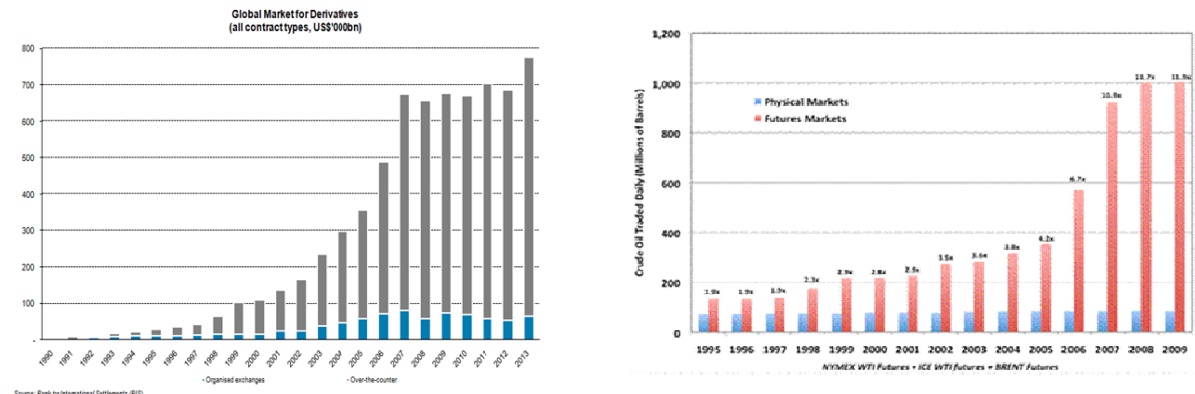 Global Market for Derivatives
(all contract types, US$'000bn)
800
700
600
500
400
300
200
100
-
1990 1991 1992 1993 1994 1995 1996 1997 1998 1999 2000 2001 2002 2003 2004 2005 2006 2007 2008 2009 2010 2011 2012 2013
- Organised exchanges - Over-the-counter
Source: Bank for International Settlements (BIS)
Crude Oil Traded Daily (Millions of Barrels)
1,200
1,000
800
600
400
200
0
Physical Markets
Futures Markets
1.9x 1.9x 2.3x 2.9x 2.8x 3.5x 3.8x 4.2x 6.7x 10.9x
1995 1996 1997 1998 1999 2000 2001 2002 2003 2004 2005 2006 2007 2008 2009
NYMEX WTI Futures + ICE WTI futures + BRENT Futures